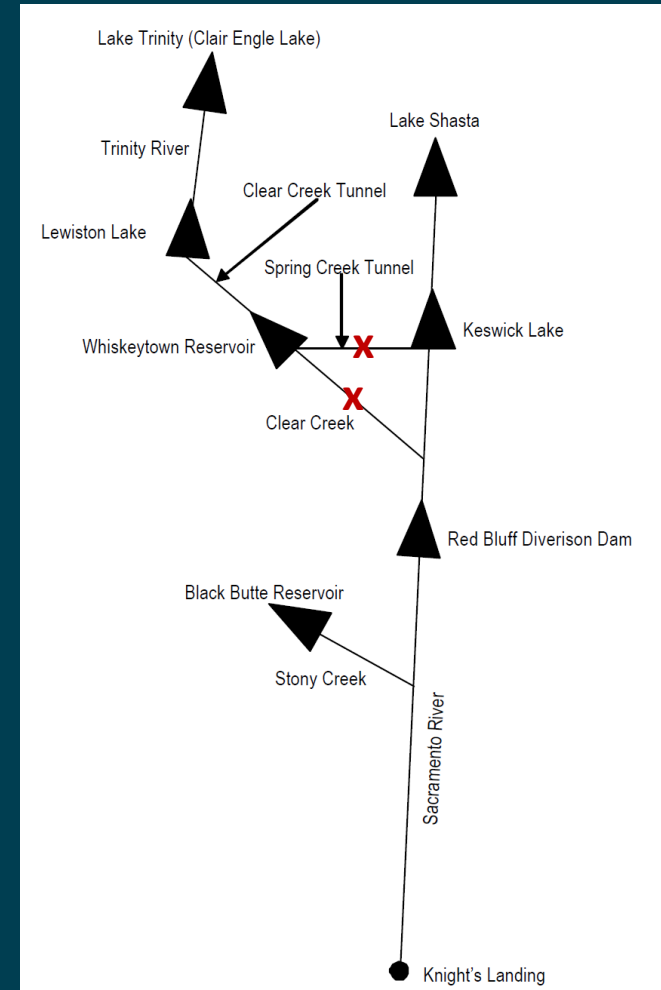 Lake Trinity (Clair Engle Lake)
Lake Shasta
Trinity River
Clear Creek Tunnel
Lewiston Lake
Spring Creek Tunnel
Keswick Lake
Whiskeytown Reservoir
X
X
Clear Creek
Red Bluff Diverison Dam
Black Butte Reservoir
Stony Creek
Sacramento River
Knight's Landing